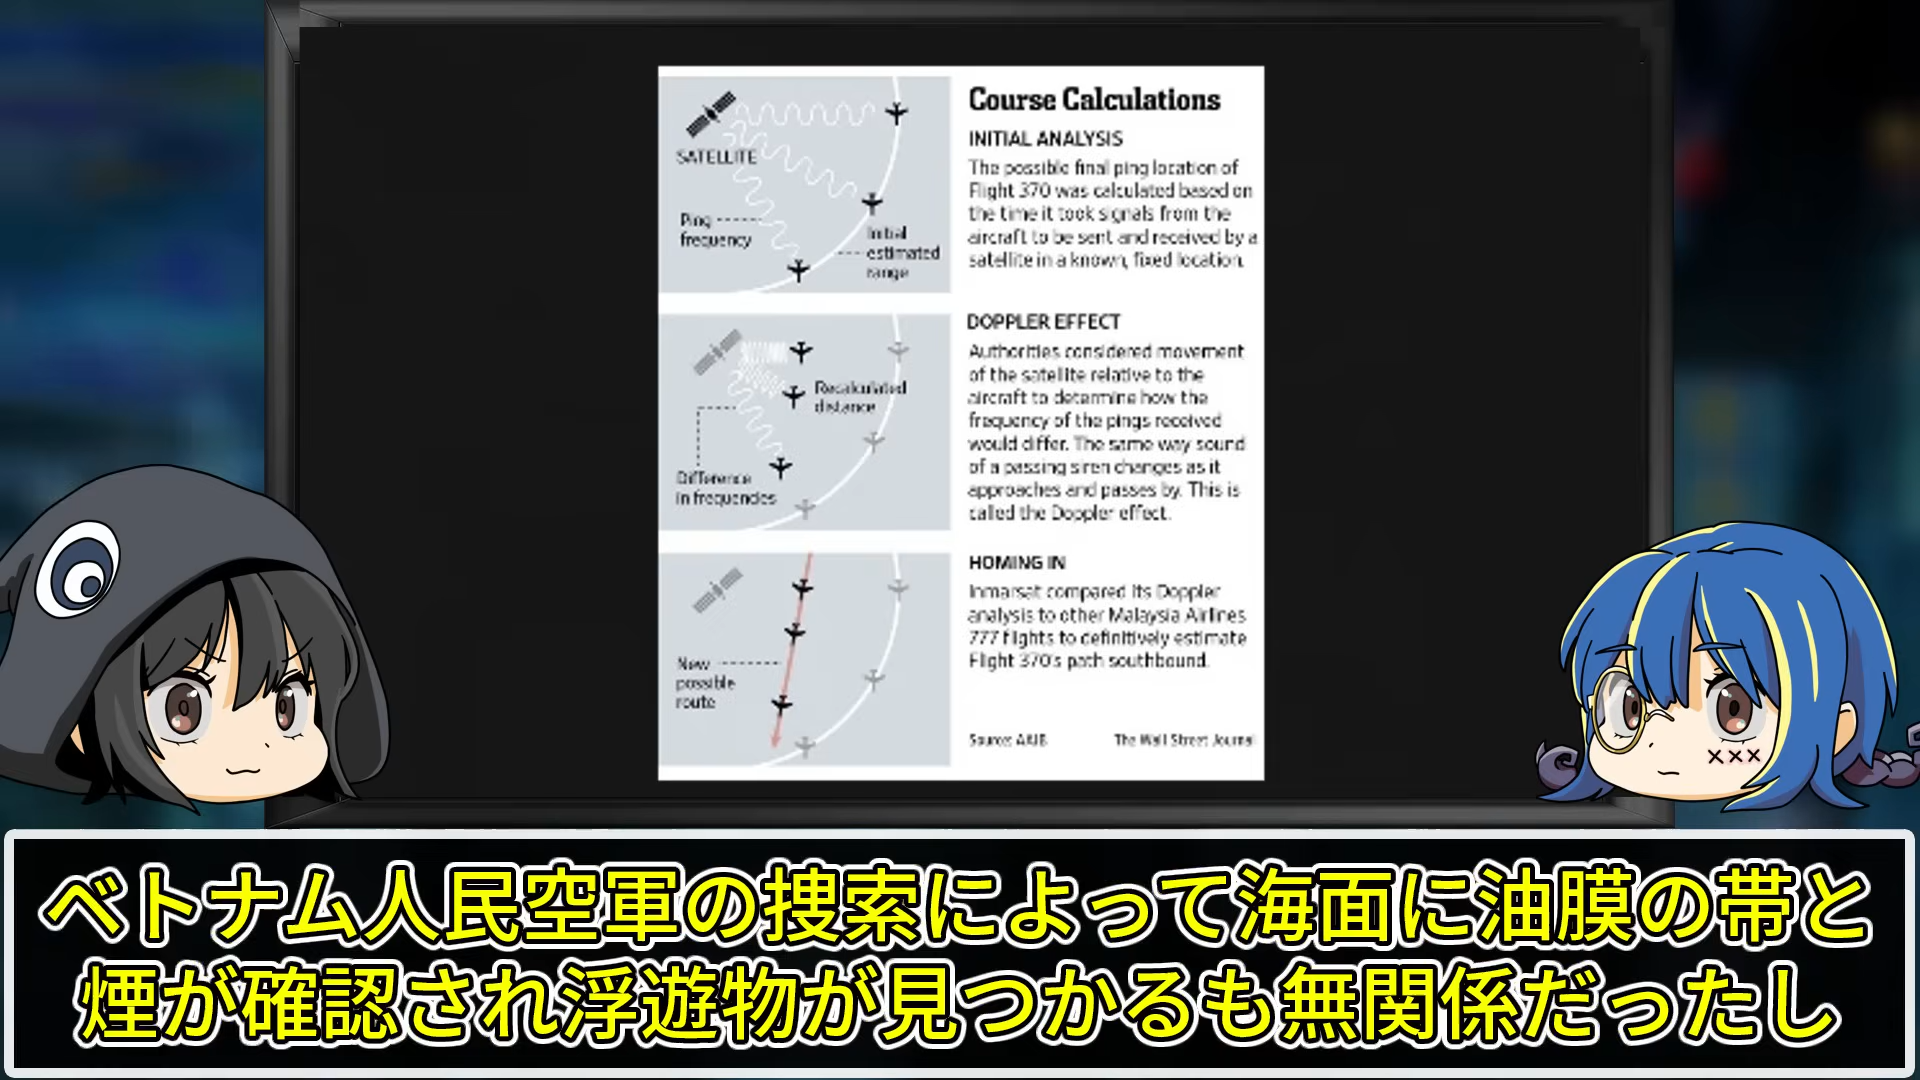 Course Calculations
INITIAL ANALYSIS
The possible final ping location of
Flight 370 was calculated based on
the time it took signals from the
aircraft to be sent and received by a
satellite in a known, fixed location.
SATELLITE
Ping
frequency
Initial
estimated
range
DOPPLER EFFECT
Authorities considered movement
of the satellite relative to the
aircraft to determine how the
frequency of the pings received
would differ. The same way sound
of a passing siren changes as it
approaches and passes by. This is
called the Doppler effect.
Recalculated
distance
Difference
in frequencies
HOMING IN
Inmarsat compared its Doppler
analysis to other Malaysia Airlines
777 flights to definitively estimate
Flight 370's path southbound.
New
possible
route
Source: AAIB
The Wall Street Journal
ベトナム人民空軍の捜索によって海面に油膜の帯と
煙が確認され浮遊物が見つかるも無関係だったし